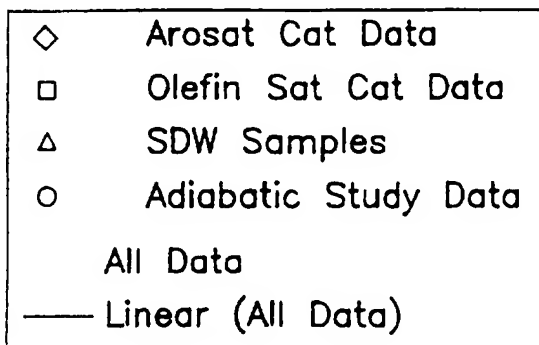 Arosat Cat Data
Olefin Sat Cat Data
SDW Samples
Adiabatic Study Data
All Data
Linear (All Data)